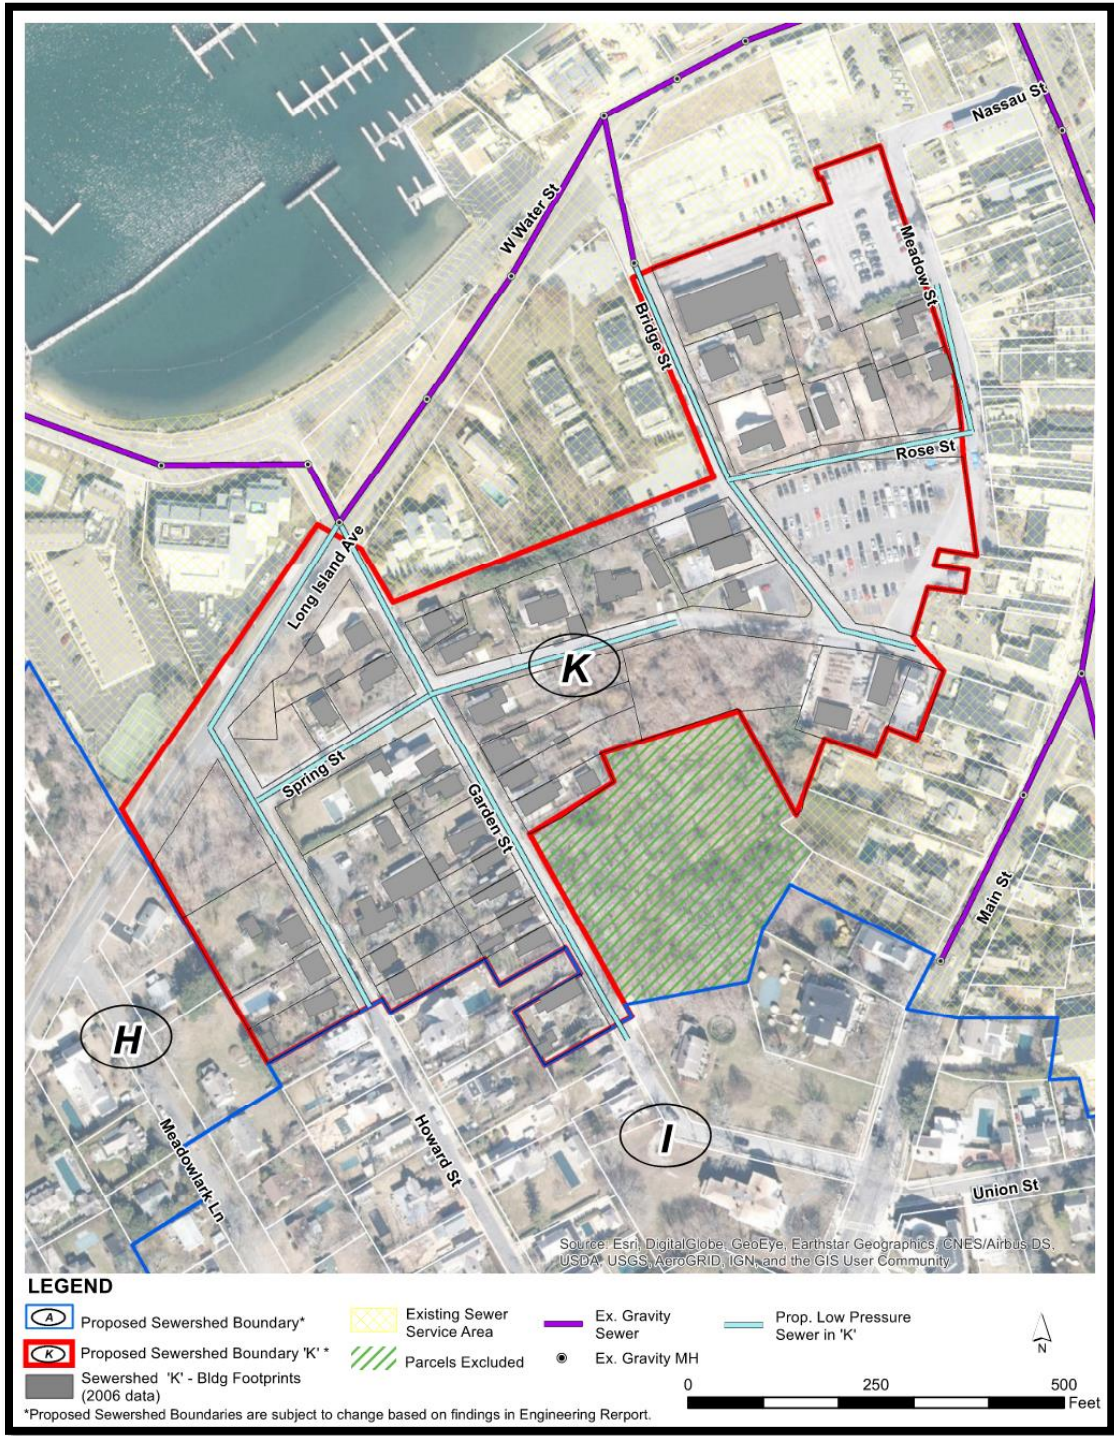 Nassau St
W Water St
Meadow St
Bridge St
Rose St
Long Island Ave
K
Spring St
Garden St
Main St
H
I
Meadowlark Ln
Howard St
Union St
Source: Esri, DigitalGlobe, GeoEye, Earthstar Geographics, CNES/Airbus DS,
USDA, USGS, AeroGRID, IGN, and the GIS User Community
LEGEND
A
Proposed Sewershed Boundary*
K
Proposed Sewershed Boundary 'K' *
Sewershed 'K' - Bldg Footprints
(2006 data)
Existing Sewer
Service Area
Parcels Excluded
Ex. Gravity
Sewer
Ex. Gravity MH
Prop. Low Pressure
Sewer in 'K'
N
0 250 500
Feet
*Proposed Sewershed Boundaries are subject to change based on findings in Engineering Rerport.